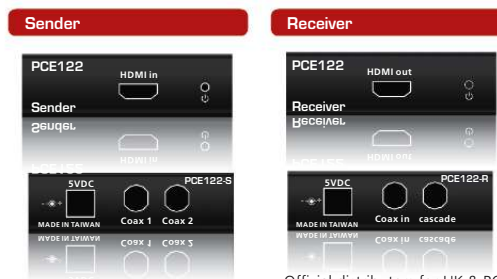 Sender
PCE122
HDMI in
Sender
PCE122-S
5VDC
Coax 1 Coax 2
MADE IN TAIWAN
Receiver
PCE122
HDMI out
Receiver
PCE122-R
5VDC
Coax in cascade
MADE IN TAIWAN